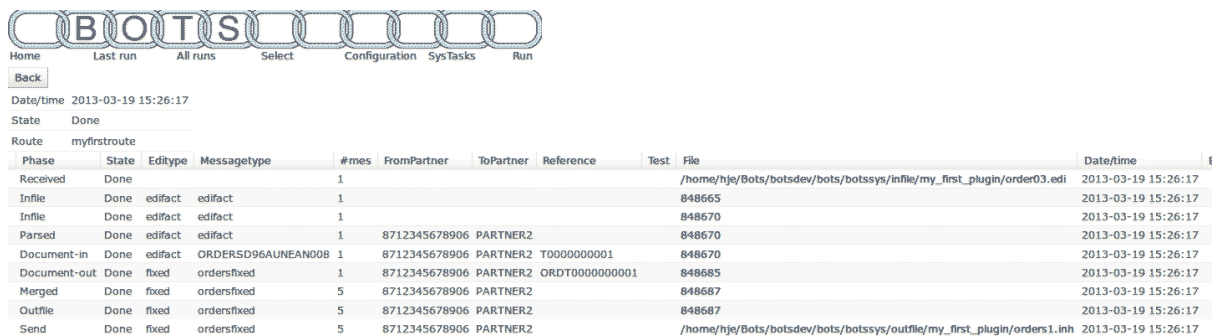 BOTS
Home Last run All runs Select Configuration SysTasks Run
Back
Date/time 2013-03-19 15:26:17
State Done
Route myfirstroute
Phase State Editype Messagetype #mes FromPartner ToPartner Reference Test File Date/time E
Received Done 1 /home/hje/Bots/botsdev/bots/botssys/infile/my_first_plugin/order03.edi 2013-03-19 15:26:17
Infile Done edifact edifact 1 848665 2013-03-19 15:26:17
Infile Done edifact edifact 1 848670 2013-03-19 15:26:17
Parsed Done edifact edifact 1 8712345678906 PARTNER2 848670 2013-03-19 15:26:17
Document-in Done edifact ORDERSD96AUNEAN008 1 8712345678906 PARTNER2 T0000000001 848670 2013-03-19 15:26:17
Document-out Done fixed ordersfixed 1 8712345678906 PARTNER2 ORDT0000000001 848685 2013-03-19 15:26:17
Merged Done fixed ordersfixed 5 8712345678906 PARTNER2 848687 2013-03-19 15:26:17
Outfile Done fixed ordersfixed 5 8712345678906 PARTNER2 848687 2013-03-19 15:26:17
Send Done fixed ordersfixed 5 8712345678906 PARTNER2 /home/hje/Bots/botsdev/bots/botssys/outfile/my_first_plugin/orders1.inh 2013-03-19 15:26:17